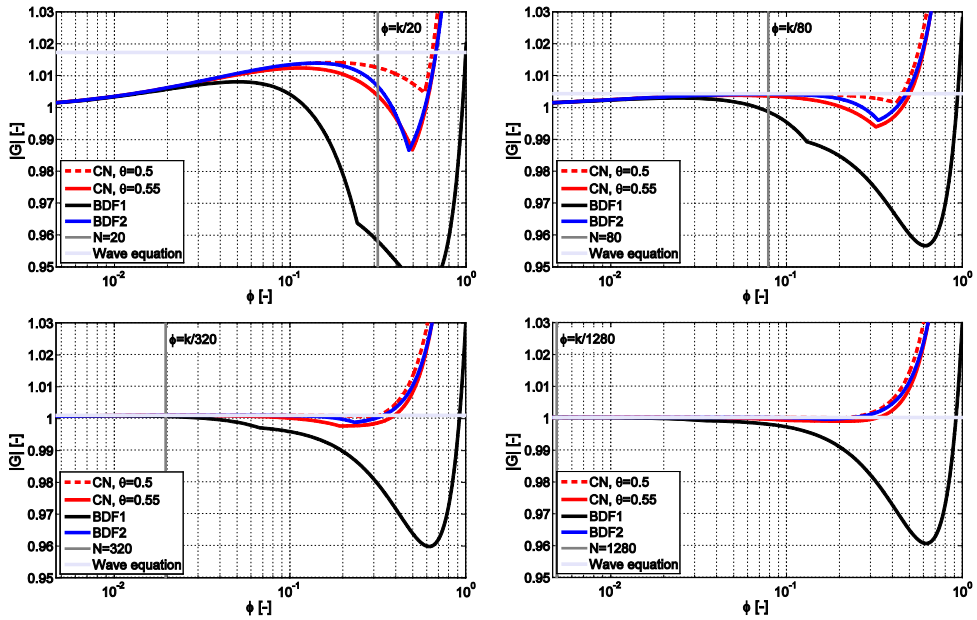 1.03
1.02
1.01
1
0.99
0.98
0.97
0.96
0.95
|G| [-]
ϕ=k/20
CN, θ=0.5
CN, θ=0.55
BDF1
BDF2
N=20
Wave equation
10⁻²
10⁻¹
10⁰
ϕ [-]
1.03
1.02
1.01
1
0.99
0.98
0.97
0.96
0.95
|G| [-]
ϕ=k/80
CN, θ=0.5
CN, θ=0.55
BDF1
BDF2
N=80
Wave equation
10⁻²
10⁻¹
10⁰
ϕ [-]
1.03
1.02
1.01
1
0.99
0.98
0.97
0.96
0.95
|G| [-]
ϕ=k/320
CN, θ=0.5
CN, θ=0.55
BDF1
BDF2
N=320
Wave equation
10⁻²
10⁻¹
10⁰
ϕ [-]
1.03
1.02
1.01
1
0.99
0.98
0.97
0.96
0.95
|G| [-]
ϕ=k/1280
CN, θ=0.5
CN, θ=0.55
BDF1
BDF2
N=1280
Wave equation
10⁻²
10⁻¹
10⁰
ϕ [-]